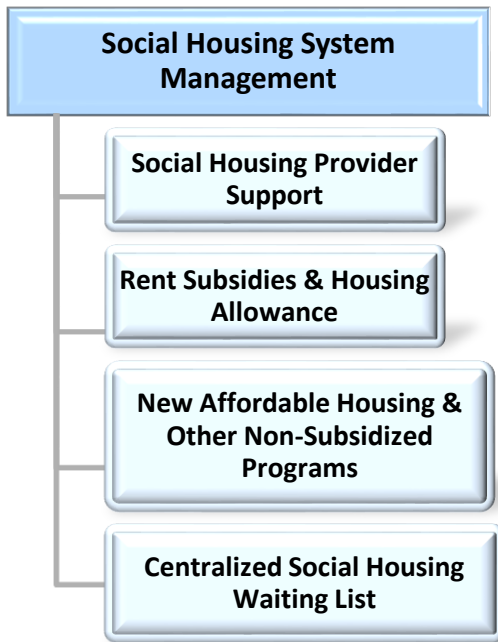 Social Housing System
Management
Social Housing Provider
Support
Rent Subsidies & Housing
Allowance
New Affordable Housing &
Other Non-Subsidized
Programs
Centralized Social Housing
Waiting List